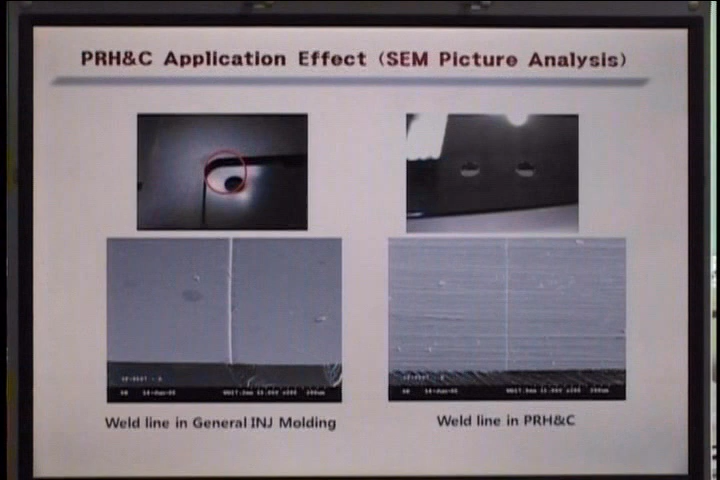 PRH&C Application Effect (SEM Picture Analysis)
Weld line in General INJ Molding
Weld line in PRH&C